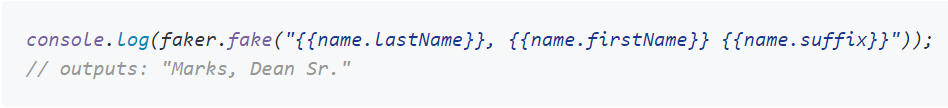 console.log(faker.fake("{{name.lastName}}, {{name.firstName}} {{name.suffix}}"));
// outputs: "Marks, Dean Sr."